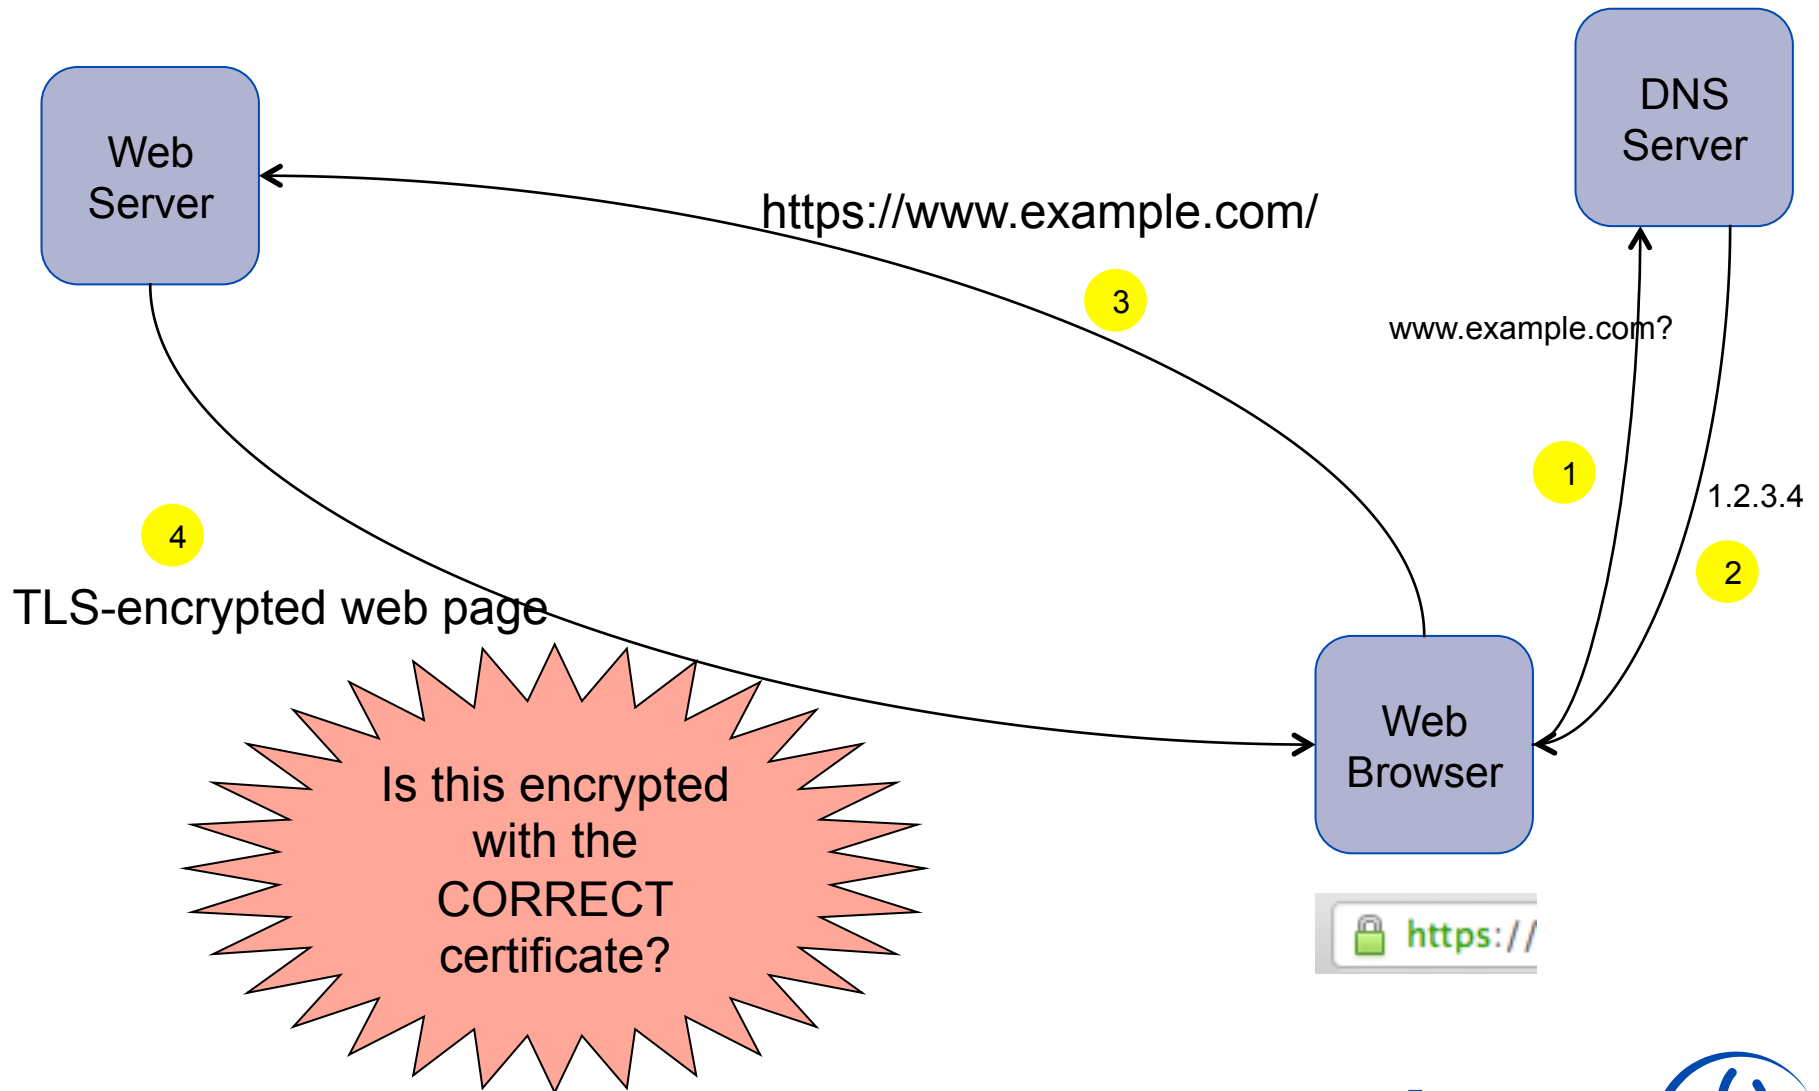 DNS
Server
Web
Server
https://www.example.com/
3
www.example.com?
1
1.2.3.4
4
2
TLS-encrypted web page
Web
Browser
Is this encrypted
with the
CORRECT
certificate?
https://